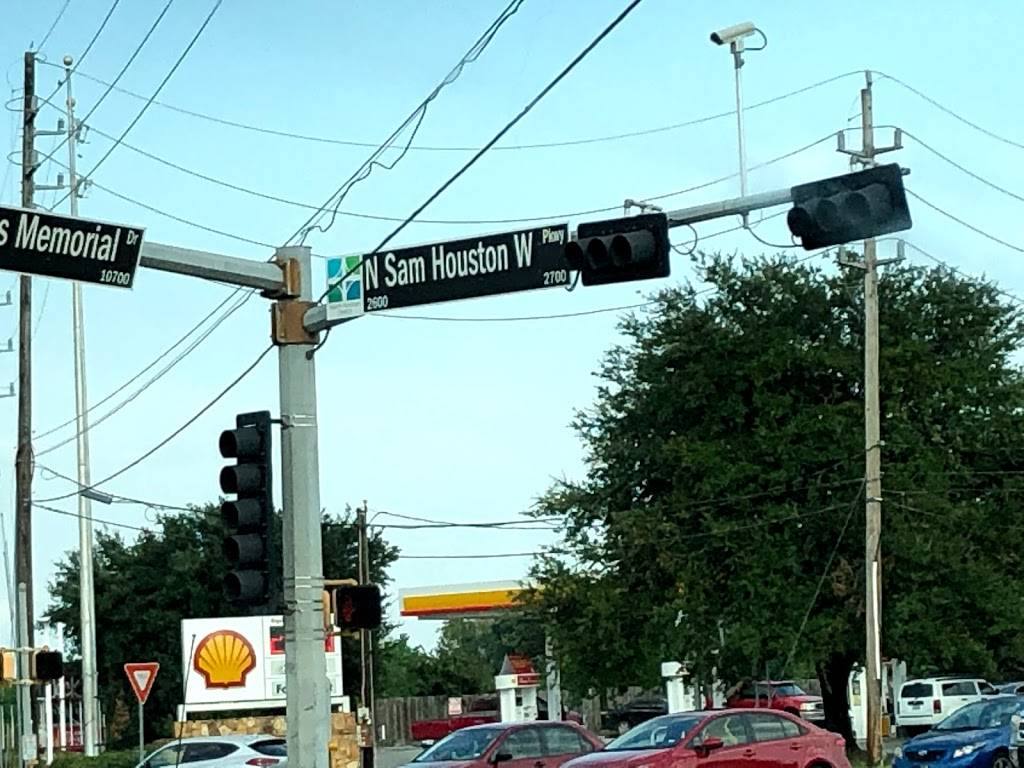 s Memorial Dr
10700
N Sam Houston W Pkwy
2600 2700